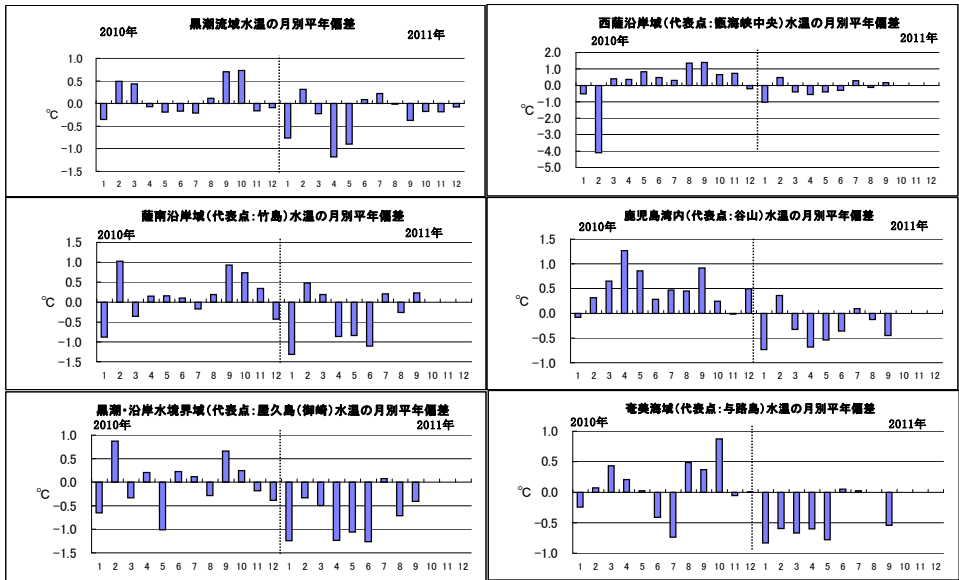 黒潮流域水温の月別平年偏差
2010年
2011年
℃
1.0
0.5
0.0
−0.5
−1.0
−1.5
1 2 3 4 5 6 7 8 9 10 11 12 1 2 3 4 5 6 7 8 9 10 11 12
西薩沿岸域(代表点:甑海峡中央)水温の月別平年偏差
2010年
2011年
℃
2.0
1.0
0.0
−1.0
−2.0
−3.0
−4.0
−5.0
1 2 3 4 5 6 7 8 9 10 11 12 1 2 3 4 5 6 7 8 9 10 11 12
薩南沿岸域(代表点:竹島)水温の月別平年偏差
2010年
2011年
℃
1.5
1.0
0.5
0.0
−0.5
−1.0
−1.5
1 2 3 4 5 6 7 8 9 10 11 12 1 2 3 4 5 6 7 8 9 10 11 12
鹿児島湾内(代表点:谷山)水温の月別平年偏差
2010年
2011年
℃
1.5
1.0
0.5
0.0
−0.5
−1.0
1 2 3 4 5 6 7 8 9 10 11 12 1 2 3 4 5 6 7 8 9 10 11 12
黒潮・沿岸水境界域(代表点:屋久島(御崎)水温の月別平年偏差
2010年
2011年
℃
1.0
0.5
0.0
−0.5
−1.0
−1.5
1 2 3 4 5 6 7 8 9 10 11 12 1 2 3 4 5 6 7 8 9 10 11 12
奄美海域(代表点:与路島)水温の月別平年偏差
2010年
2011年
℃
1.0
0.5
0.0
−0.5
−1.0
1 2 3 4 5 6 7 8 9 10 11 12 1 2 3 4 5 6 7 8 9 10 11 12